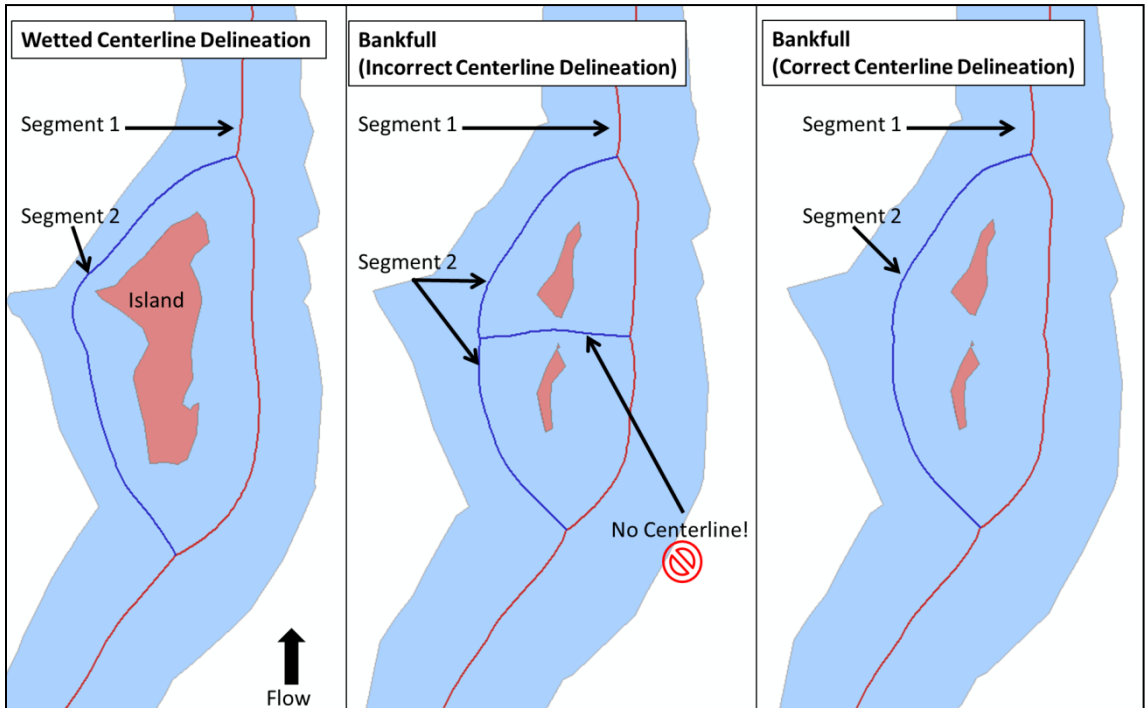 Wetted Centerline Delineation
Segment 1
Segment 2
Island
Flow
Bankfull
(Incorrect Centerline Delineation)
Segment 1
Segment 2
No Centerline!
Bankfull
(Correct Centerline Delineation)
Segment 1
Segment 2